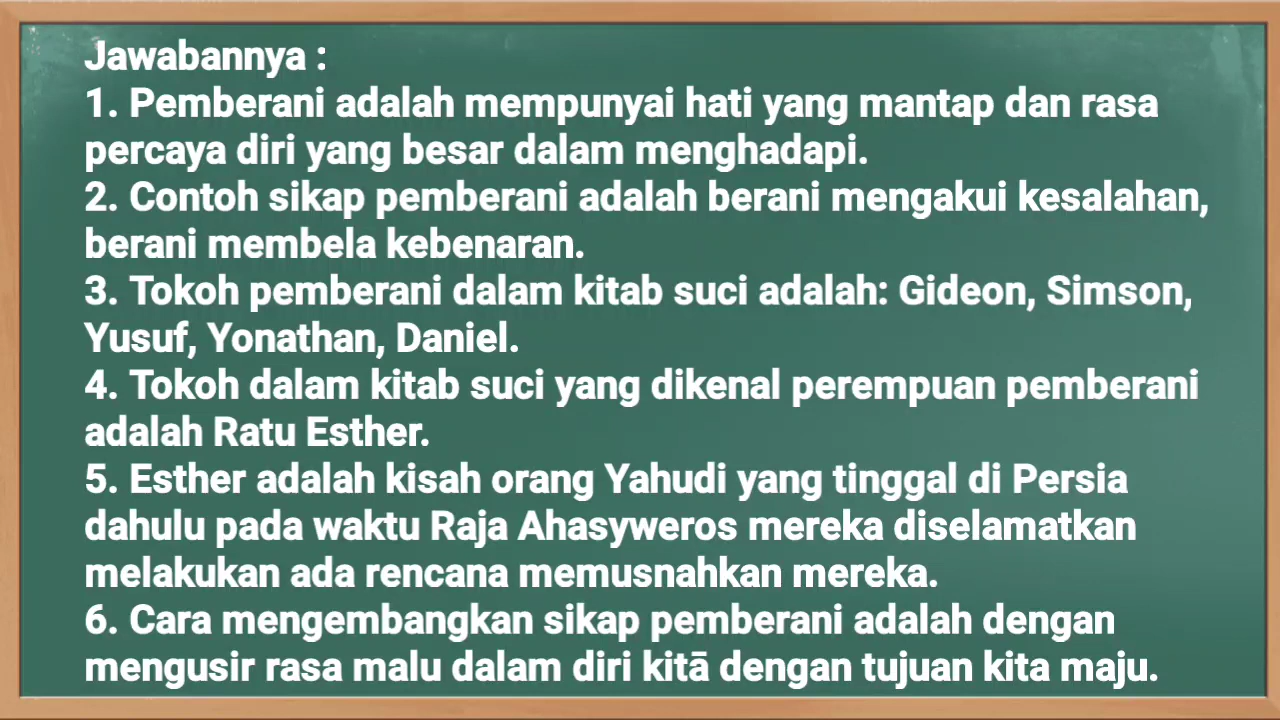 Jawabannya :
1. Pemberani adalah mempunyai hati yang mantap dan rasa
percaya diri yang besar dalam menghadapi.
2. Contoh sikap pemberani adalah berani mengakui kesalahan,
berani membela kebenaran.
3. Tokoh pemberani dalam kitab suci adalah: Gideon, Simson,
Yusuf, Yonathan, Daniel.
4. Tokoh dalam kitab suci yang dikenal perempuan pemberani
adalah Ratu Esther.
5. Esther adalah kisah orang Yahudi yang tinggal di Persia
dahulu pada waktu Raja Ahasyweros mereka diselamatkan
melakukan ada rencana memusnahkan mereka.
6. Cara mengembangkan sikap pemberani adalah dengan
mengusir rasa malu dalam diri kitā dengan tujuan kita maju.